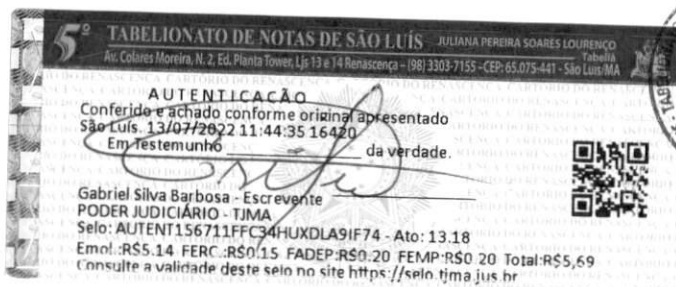 5º TABELIONATO DE NOTAS DE SÃO LUÍS JULIANA PEREIRA SOARES LOURENÇO
Tabeliã
Av. Colares Moreira, N. 2, Ed. Planta Tower, Ljs 13 e 14 Renascença - (98) 3303-7155 - CEP: 65.075-441 - São Luís/MA
AUTENTICAÇÃO
Conferido e achado conforme original apresentado
São Luís. 13/07/2022 11:44:35 16420
Em Testemunho ___ da verdade.
Gabriel Silva Barbosa - Escrevente
PODER JUDICIÁRIO - TJMA
Selo: AUTENT156711FFC34HUXDLA9IF74 - Ato: 13.18
Emol.:R$5.14 FERC.:R$0.15 FADEP:R$0.20 FEMP:R$0.20 Total:R$5,69
Consulte a validade deste selo no site https://selo.tjma.jus.br